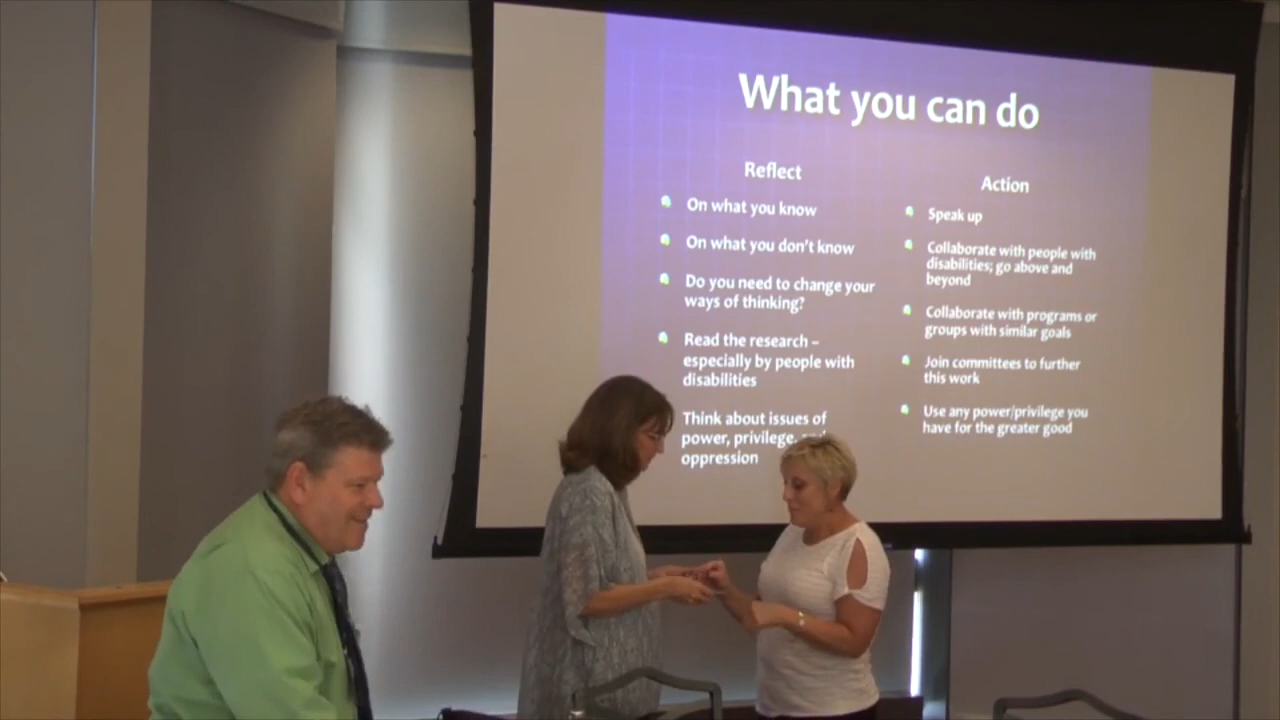 What you can do
Reflect
On what you know
On what you don't know
Do you need to change your
ways of thinking?
Read the research –
especially by people with
disabilities
Think about issues of
power, privilege, and
oppression
Action
Speak up
Collaborate with people with
disabilities; go above and
beyond
Collaborate with programs or
groups with similar goals
Join committees to further
this work
Use any power/privilege you
have for the greater good